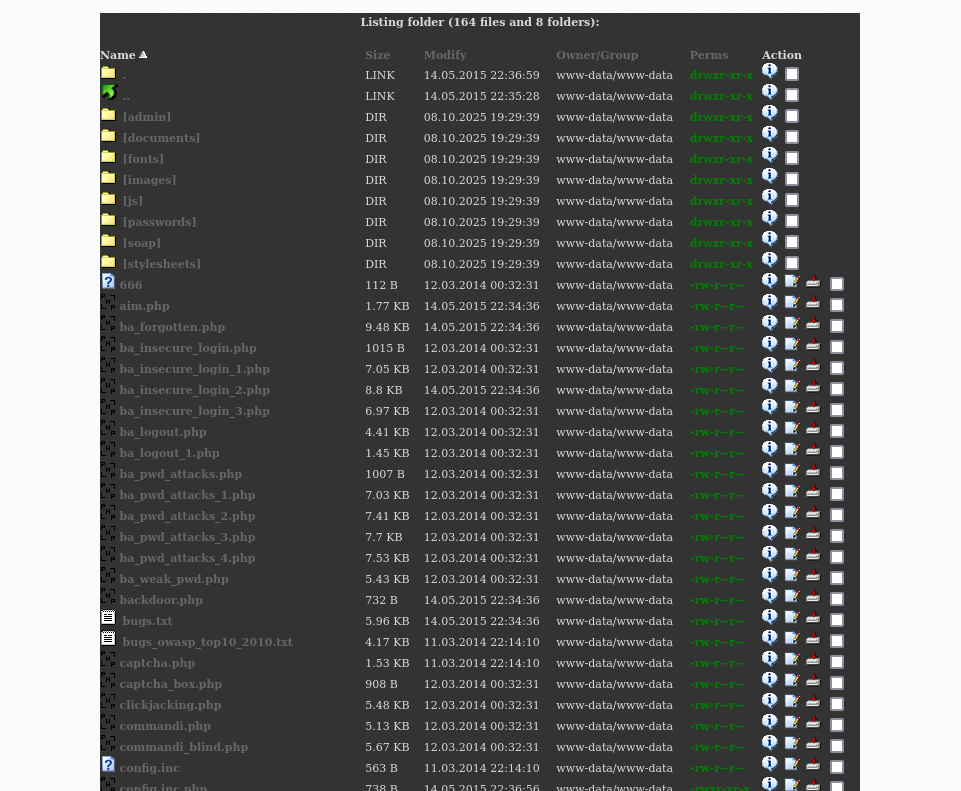 Listing folder (164 files and 8 folders):
Name Size Modify Owner/Group Perms Action
. LINK 14.05.2015 22:36:59 www-data/www-data drwxr-xr-x
.. LINK 14.05.2015 22:35:28 www-data/www-data drwxr-xr-x
[admin] DIR 08.10.2025 19:29:39 www-data/www-data drwxr-xr-x
[documents] DIR 08.10.2025 19:29:39 www-data/www-data drwxr-xr-x
[fonts] DIR 08.10.2025 19:29:39 www-data/www-data drwxr-xr-x
[images] DIR 08.10.2025 19:29:39 www-data/www-data drwxr-xr-x
[js] DIR 08.10.2025 19:29:39 www-data/www-data drwxr-xr-x
[passwords] DIR 08.10.2025 19:29:39 www-data/www-data drwxr-xr-x
[soap] DIR 08.10.2025 19:29:39 www-data/www-data drwxr-xr-x
[stylesheets] DIR 08.10.2025 19:29:39 www-data/www-data drwxr-xr-x
666 112 B 12.03.2014 00:32:31 www-data/www-data -rw-r--r--
aim.php 1.77 KB 14.05.2015 22:34:36 www-data/www-data -rw-r--r--
ba_forgotten.php 9.48 KB 14.05.2015 22:34:36 www-data/www-data -rw-r--r--
ba_insecure_login.php 1015 B 12.03.2014 00:32:31 www-data/www-data -rw-r--r--
ba_insecure_login_1.php 7.05 KB 12.03.2014 00:32:31 www-data/www-data -rw-r--r--
ba_insecure_login_2.php 8.8 KB 14.05.2015 22:34:36 www-data/www-data -rw-r--r--
ba_insecure_login_3.php 6.97 KB 12.03.2014 00:32:31 www-data/www-data -rw-r--r--
ba_logout.php 4.41 KB 12.03.2014 00:32:31 www-data/www-data -rw-r--r--
ba_logout_1.php 1.45 KB 12.03.2014 00:32:31 www-data/www-data -rw-r--r--
ba_pwd_attacks.php 1007 B 12.03.2014 00:32:31 www-data/www-data -rw-r--r--
ba_pwd_attacks_1.php 7.03 KB 12.03.2014 00:32:31 www-data/www-data -rw-r--r--
ba_pwd_attacks_2.php 7.41 KB 12.03.2014 00:32:31 www-data/www-data -rw-r--r--
ba_pwd_attacks_3.php 7.7 KB 12.03.2014 00:32:31 www-data/www-data -rw-r--r--
ba_pwd_attacks_4.php 7.53 KB 12.03.2014 00:32:31 www-data/www-data -rw-r--r--
ba_weak_pwd.php 5.43 KB 12.03.2014 00:32:31 www-data/www-data -rw-r--r--
backdoor.php 732 B 14.05.2015 22:34:36 www-data/www-data -rw-r--r--
bugs.txt 5.96 KB 14.05.2015 22:34:36 www-data/www-data -rw-r--r--
bugs_owasp_top10_2010.txt 4.17 KB 11.03.2014 22:14:10 www-data/www-data -rw-r--r--
captcha.php 1.53 KB 11.03.2014 22:14:10 www-data/www-data -rw-r--r--
captcha_box.php 908 B 12.03.2014 00:32:31 www-data/www-data -rw-r--r--
clickjacking.php 5.48 KB 12.03.2014 00:32:31 www-data/www-data -rw-r--r--
commandi.php 5.13 KB 12.03.2014 00:32:31 www-data/www-data -rw-r--r--
commandi_blind.php 5.67 KB 12.03.2014 00:32:31 www-data/www-data -rw-r--r--
config.inc 563 B 11.03.2014 22:14:10 www-data/www-data -rw-r--r--
config.inc.php 738 B 14.05.2015 22:36:56 www-data/www-data -rwxr-xr-x